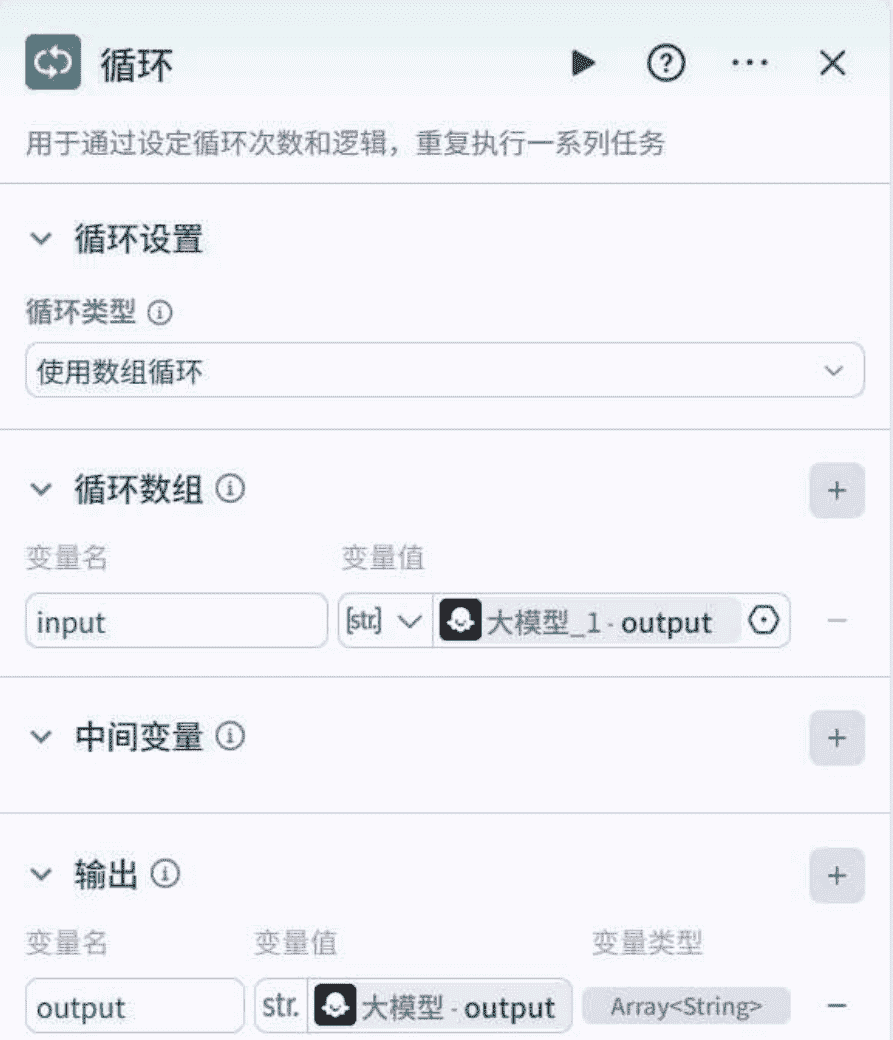 循环
用于通过设定循环次数和逻辑，重复执行一系列任务
循环设置
循环类型
使用数组循环
循环数组
变量名 变量值
input [str.] 大模型_1 · output
中间变量
输出
变量名 变量值 变量类型
output str. 大模型 · output Array<String>